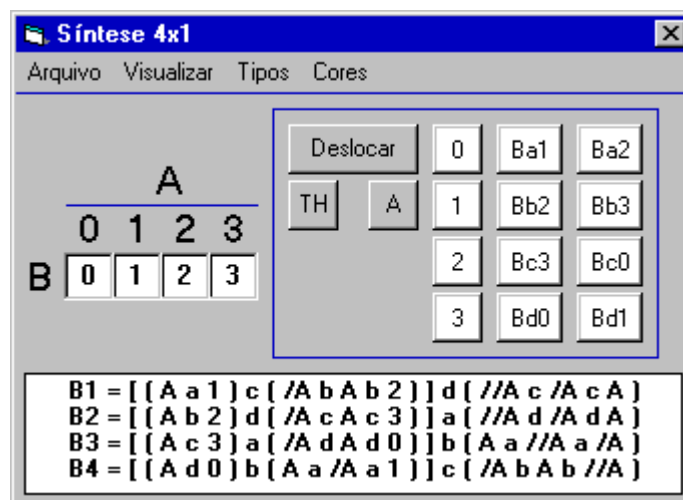 Síntese 4x1
Arquivo Visualizar Tipos Cores
Deslocar 0 Ba1 Ba2
A
TH A 1 Bb2 Bb3
0 1 2 3
B 0 1 2 3
2 Bc3 Bc0
3 Bd0 Bd1
B1 = [ ( A a 1 ) c ( /A b A b 2 ) ] d ( //A c /A c A )
B2 = [ ( A b 2 ) d ( /A c A c 3 ) ] a ( //A d /A d A )
B3 = [ ( A c 3 ) a ( /A d A d 0 ) ] b ( A a //A a /A )
B4 = [ ( A d 0 ) b ( A a /A a 1 ) ] c ( /A b A b //A )